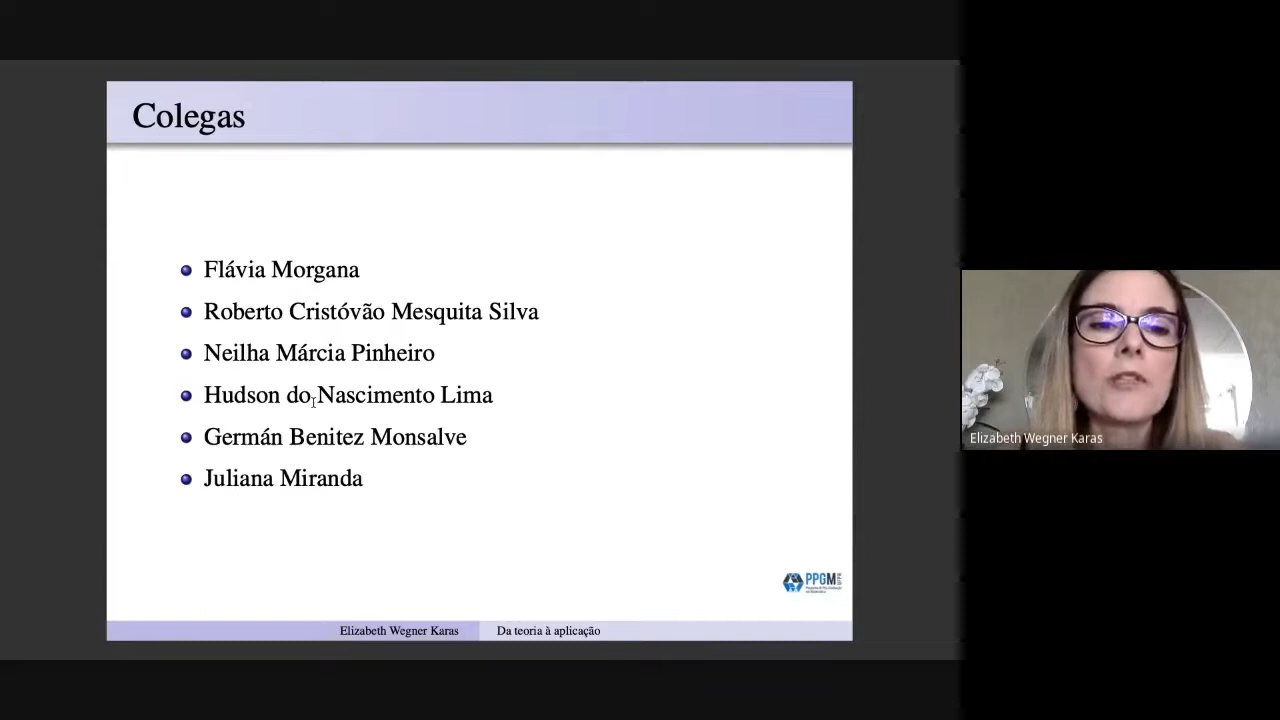 Colegas
Flávia Morgana
Roberto Cristóvão Mesquita Silva
Neilha Márcia Pinheiro
Hudson do Nascimento Lima
Germán Benitez Monsalve
Juliana Miranda
PPGM
UFPR
Elizabeth Wegner Karas
Da teoria à aplicação
Elizabeth Wegner Karas